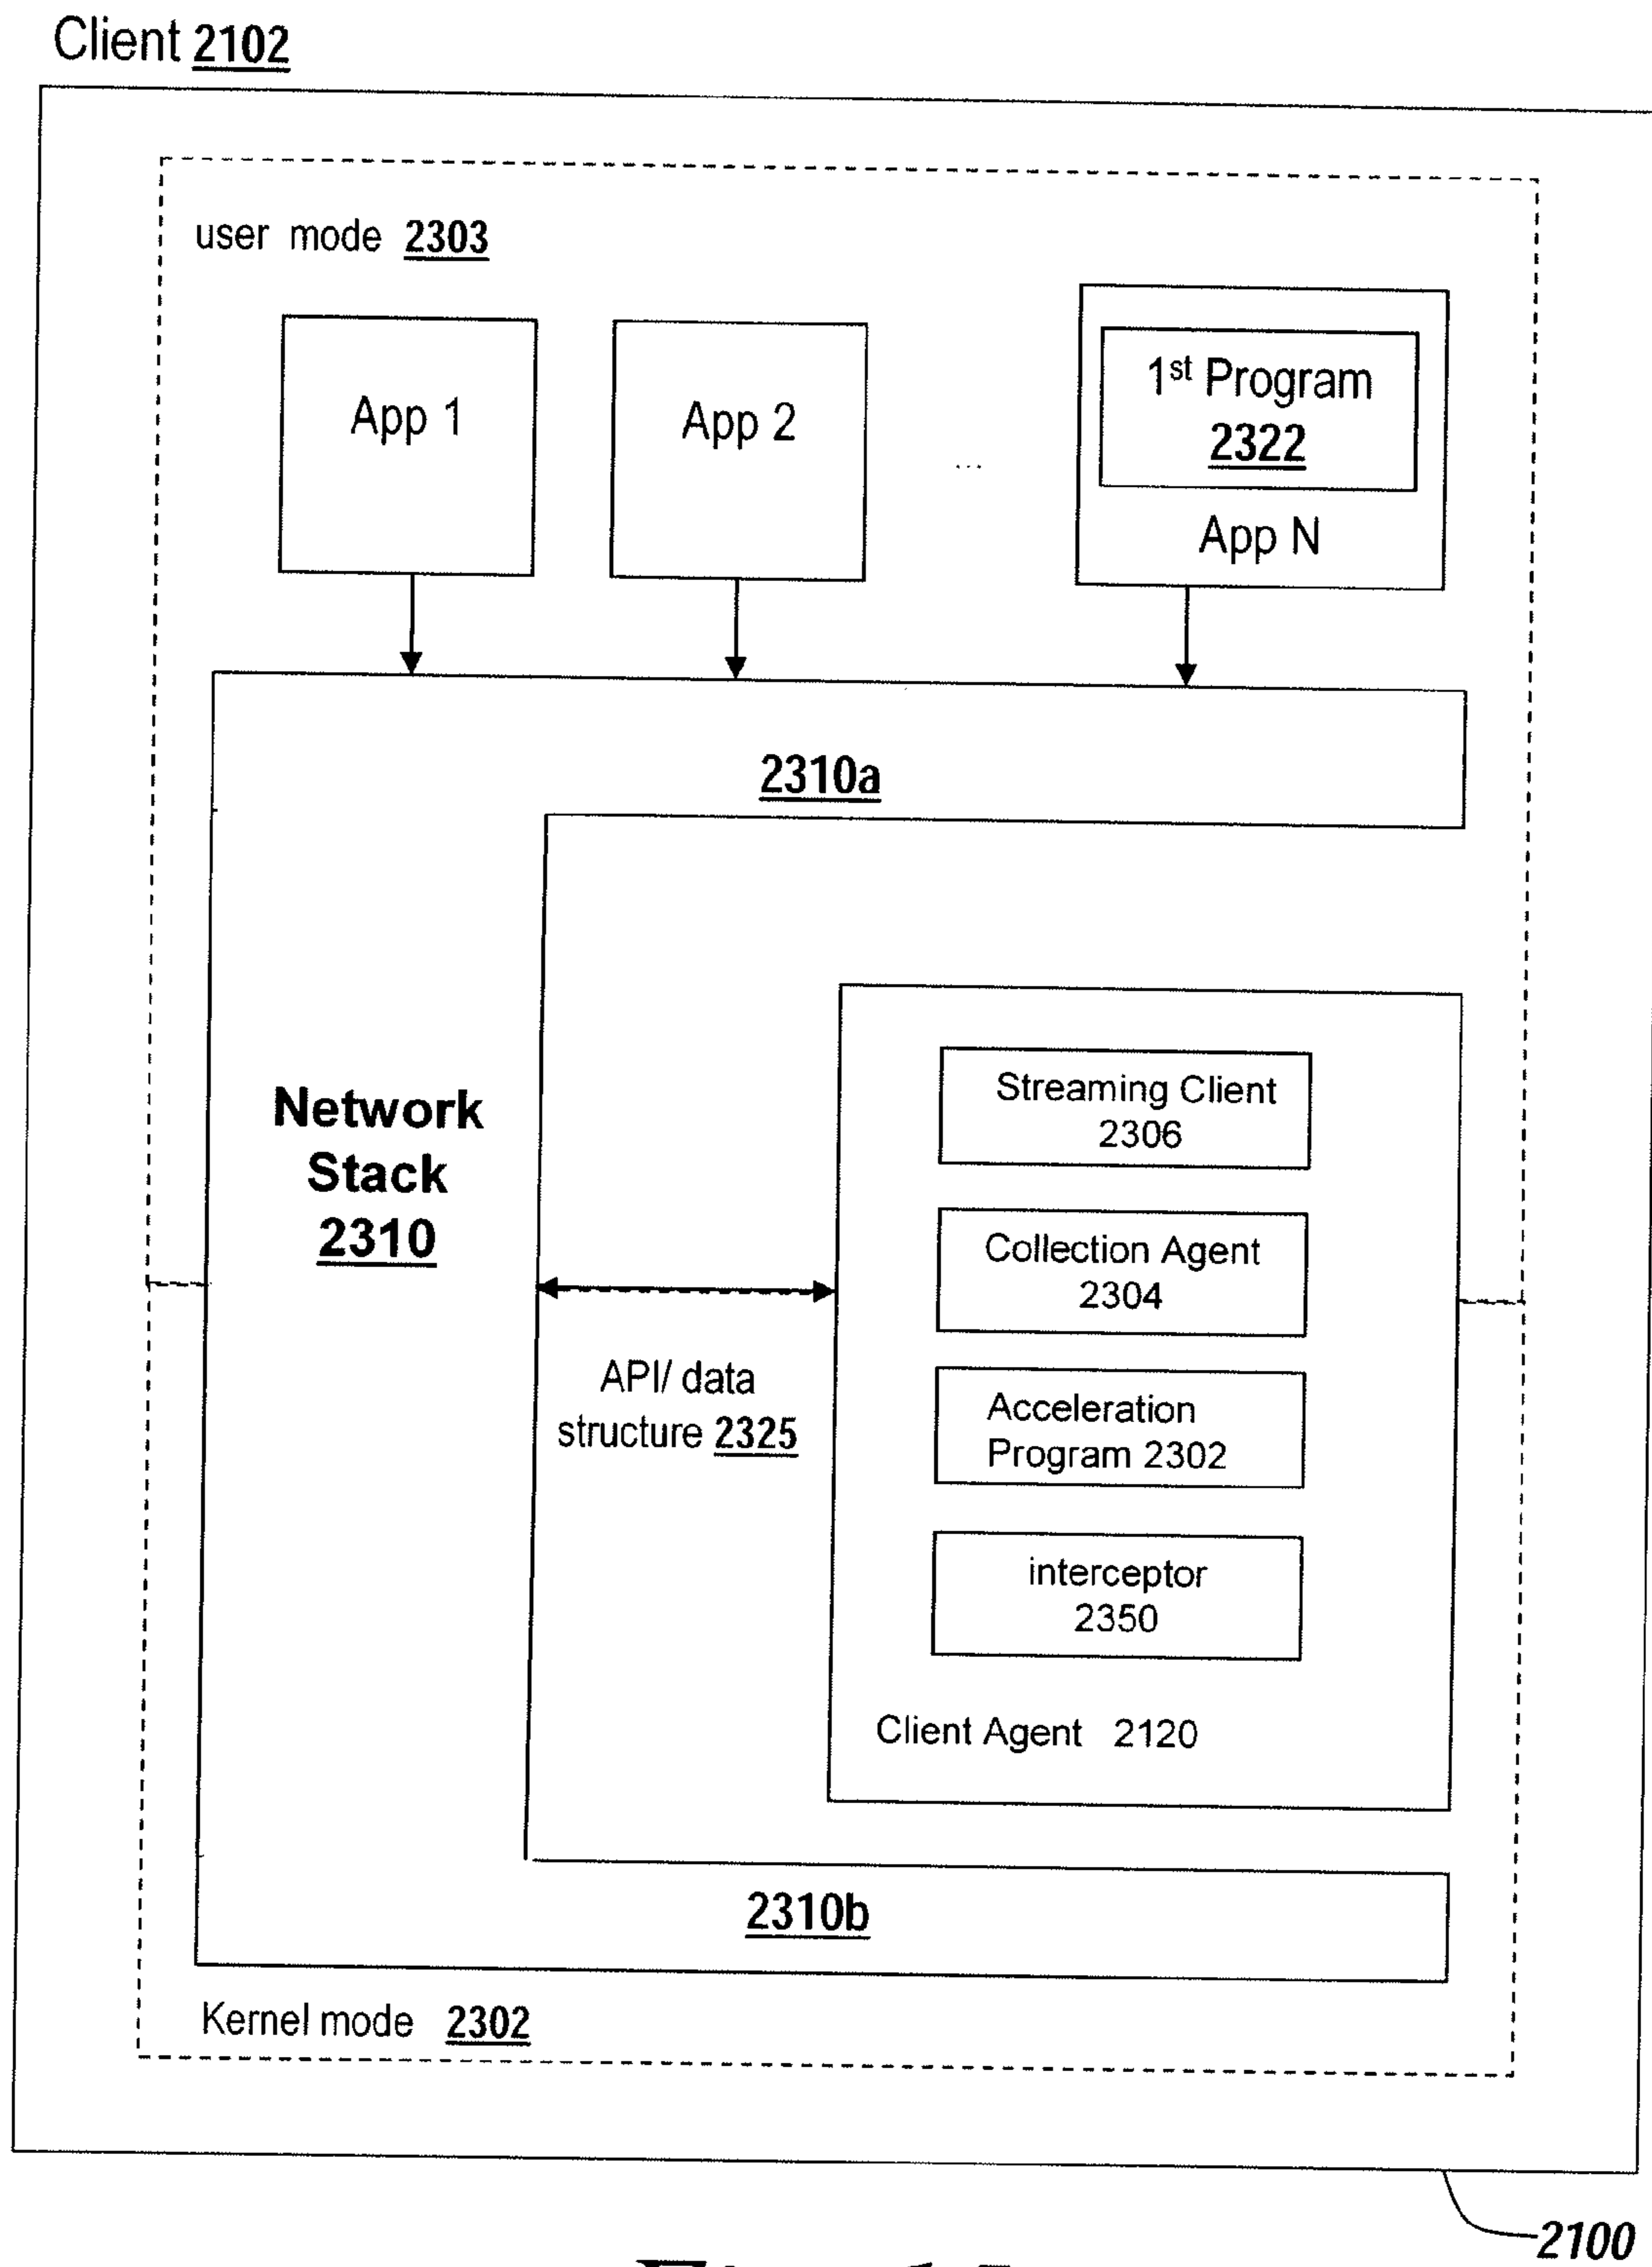 Client 2102
user mode 2303
App 1
App 2
...
1st Program
2322
App N
2310a
Network
Stack
2310
Streaming Client
2306
Collection Agent
2304
API/ data
structure 2325
Acceleration
Program 2302
interceptor
2350
Client Agent 2120
2310b
Kernel mode 2302
2100